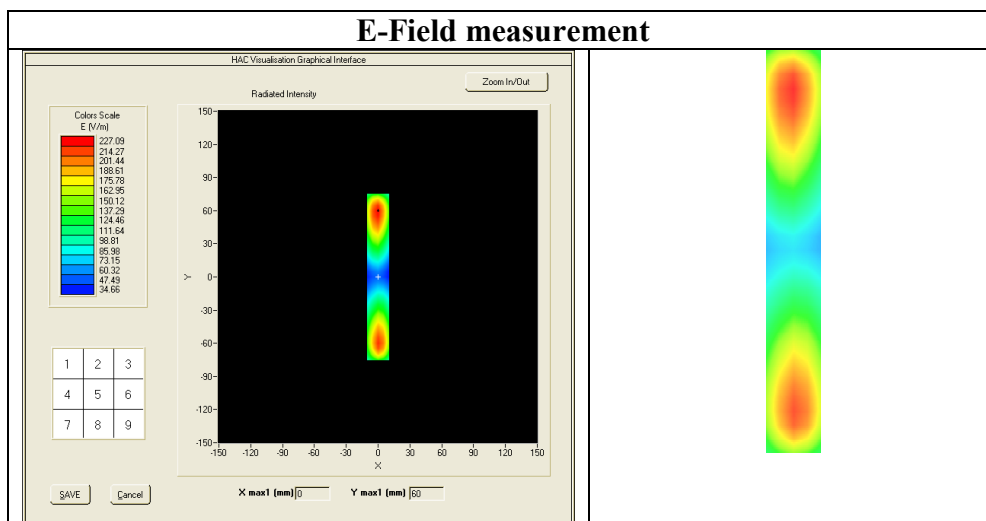 E-Field measurement
HAC Visualisation Graphical Interface
Zoom In/Out
Radiated Intensity
Colors Scale
E (V/m)
227.09
214.27
201.44
188.61
175.78
162.95
150.12
137.29
124.46
111.64
98.81
85.98
73.15
60.32
47.49
34.66
150
120
90
60
30
0
-30
-60
-90
-120
-150
Y
-150 -120 -90 -60 -30 0 30 60 90 120 150
X
1 2 3
4 5 6
7 8 9
SAVE Cancel
X max1 (mm) 0 Y max1 (mm) 60